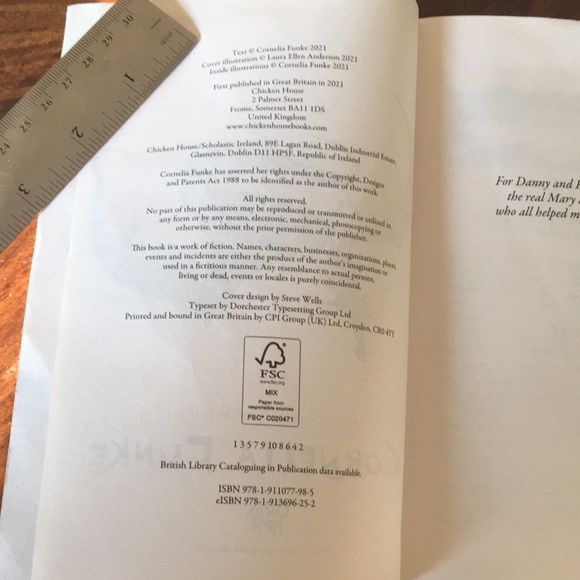 Text © Cornelia Funke 2021
Cover illustration © Laura Ellen Anderson 2021
Inside illustrations © Cornelia Funke 2021
First published in Great Britain in 2021
Chicken House
2 Palmer Street
Frome, Somerset BA11 1DS
United Kingdom
www.chickenhousebooks.com
Chicken House/Scholastic Ireland, 89E Lagan Road, Dublin Industrial Estate,
Glasnevin, Dublin D11 HP5F, Republic of Ireland
Cornelia Funke has asserted her rights under the Copyright, Designs
and Patents Act 1988 to be identified as the author of this work.
All rights reserved.
No part of this publication may be reproduced or transmitted or utilized in
any form or by any means, electronic, mechanical, photocopying or
otherwise, without the prior permission of the publisher.
This book is a work of fiction. Names, characters, businesses, organizations, places,
events and incidents are either the product of the author's imagination or
used in a fictitious manner. Any resemblance to actual persons,
living or dead, events or locales is purely coincidental.
Cover design by Steve Wells
Typeset by Dorchester Typesetting Group Ltd
Printed and bound in Great Britain by CPI Group (UK) Ltd, Croydon, CR0 4YY
FSC
www.fsc.org
MIX
Paper from
responsible sources
FSC® C020471
1 3 5 7 9 10 8 6 4 2
British Library Cataloguing in Publication data available.
ISBN 978-1-911077-98-5
eISBN 978-1-913696-25-2
For Danny and
the real Mary
who all helped
30
29
28
26
25
24
1
2
3